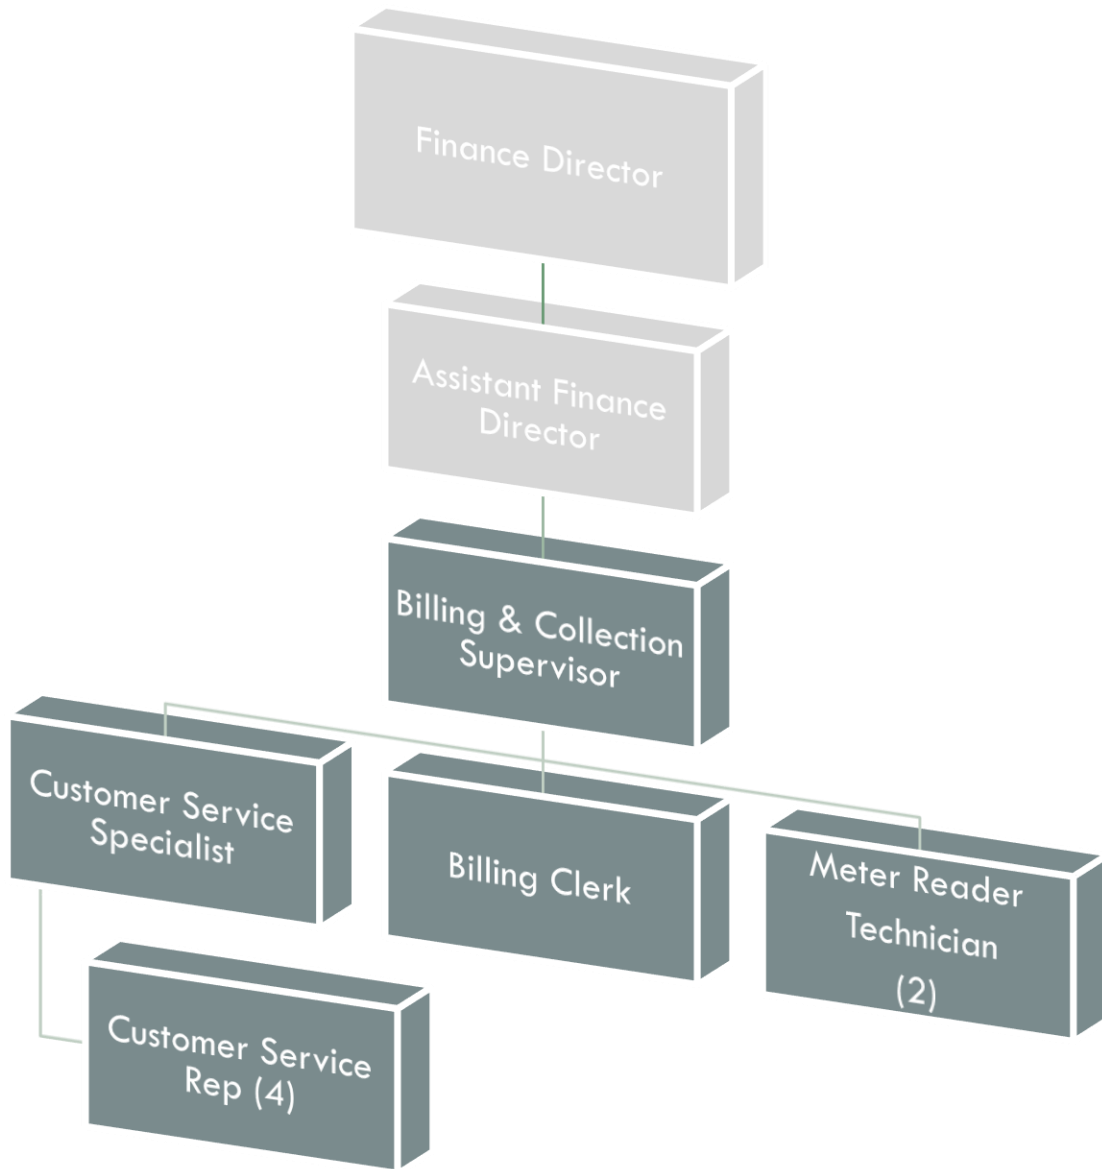 Finance Director
Assistant Finance
Director
Billing & Collection
Supervisor
Customer Service
Specialist
Billing Clerk
Meter Reader
Technician
(2)
Customer Service
Rep (4)